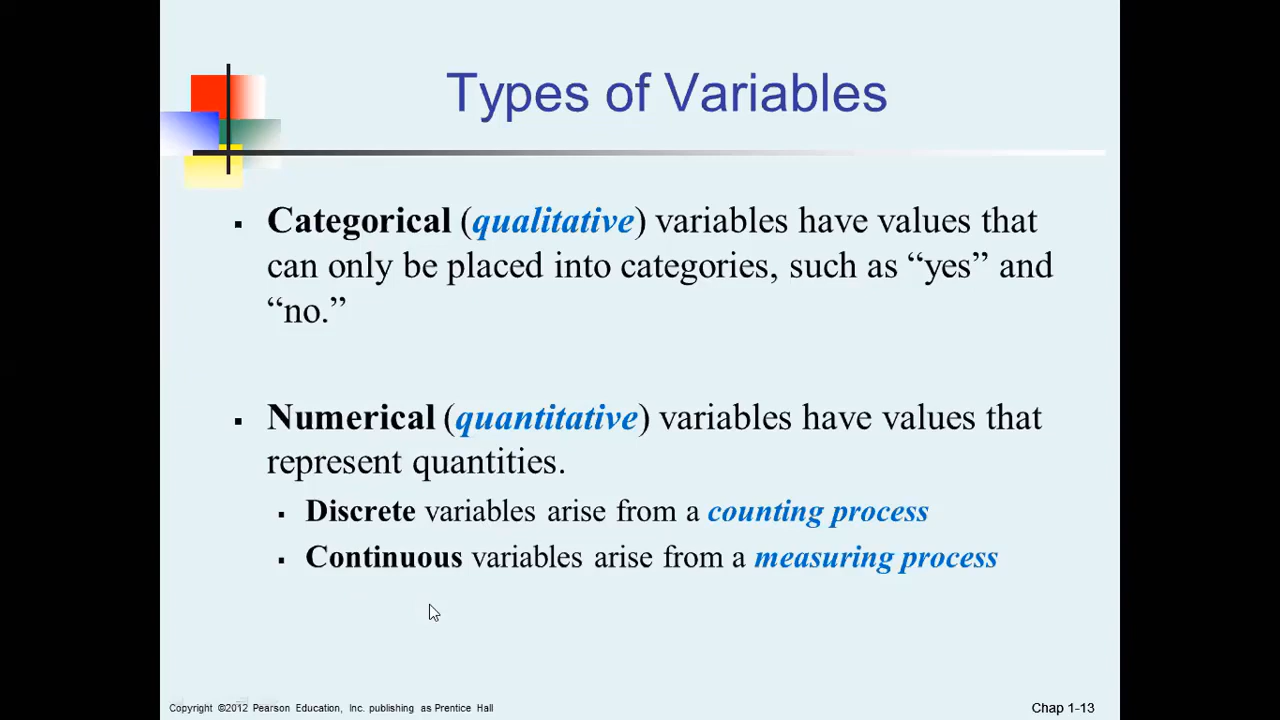 Types of Variables
Categorical (qualitative) variables have values that
can only be placed into categories, such as “yes” and
“no.”
Numerical (quantitative) variables have values that
represent quantities.
Discrete variables arise from a counting process
Continuous variables arise from a measuring process
Copyright ©2012 Pearson Education, Inc. publishing as Prentice Hall
Chap 1-13